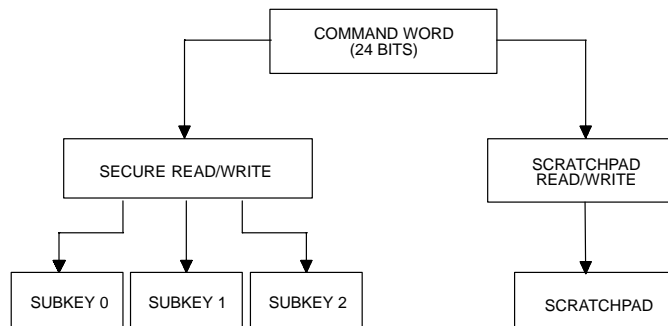 COMMAND WORD
(24 BITS)
SECURE READ/WRITE
SCRATCHPAD
READ/WRITE
SUBKEY 0
SUBKEY 1
SUBKEY 2
SCRATCHPAD